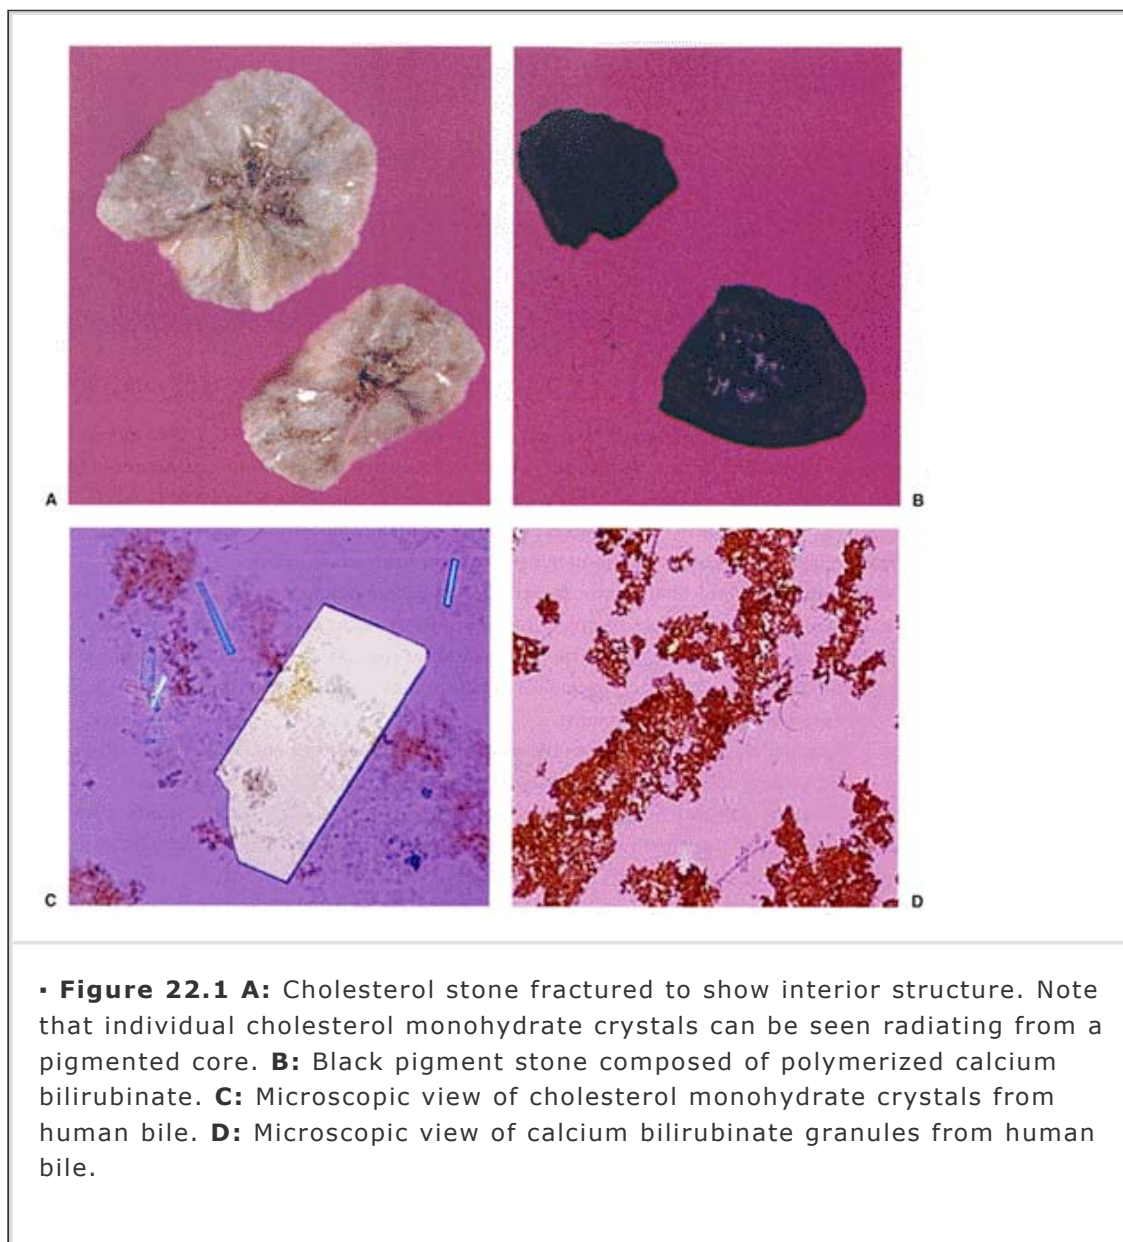 A
B
C
D
▪ Figure 22.1 A: Cholesterol stone fractured to show interior structure. Note
that individual cholesterol monohydrate crystals can be seen radiating from a
pigmented core. B: Black pigment stone composed of polymerized calcium
bilirubinate. C: Microscopic view of cholesterol monohydrate crystals from
human bile. D: Microscopic view of calcium bilirubinate granules from human
bile.